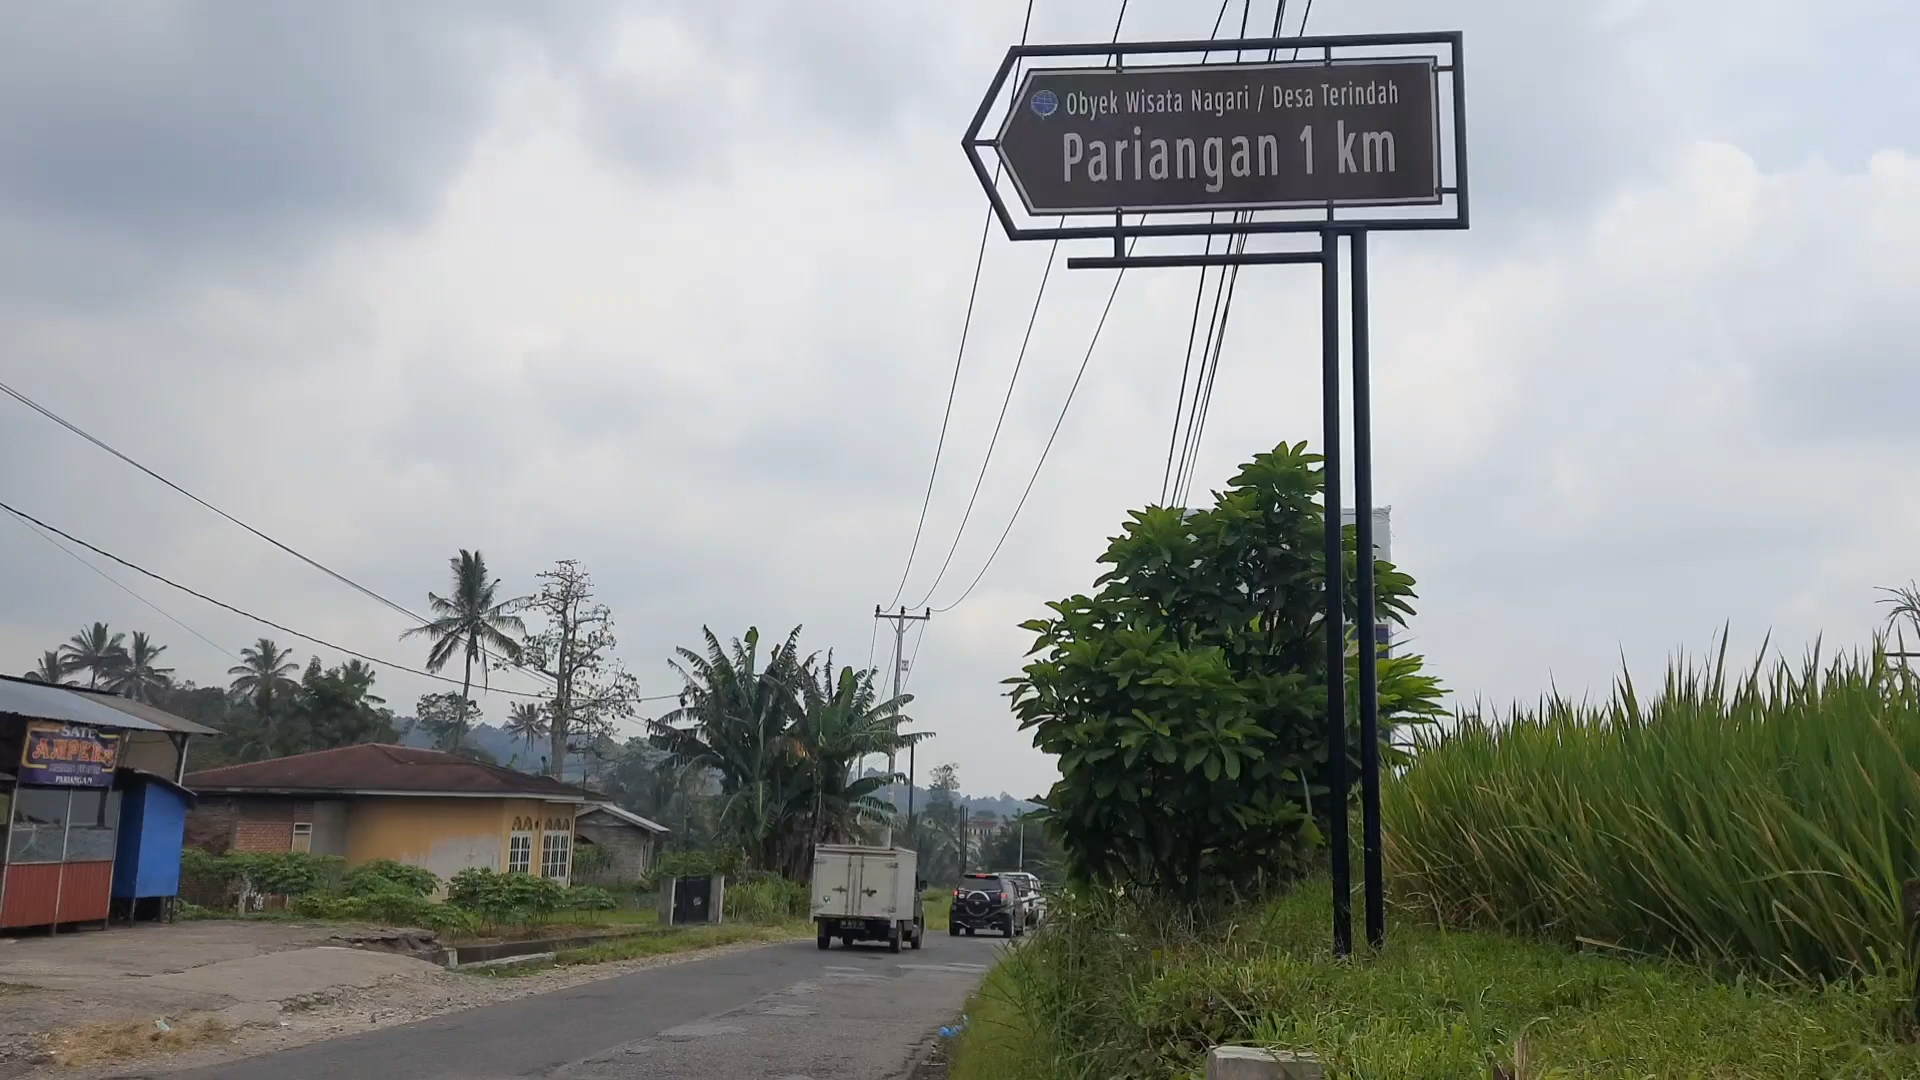 Obyek Wisata Nagari / Desa Terindah
Pariangan 1 km
SATE
AMPERA
PARIANGAN